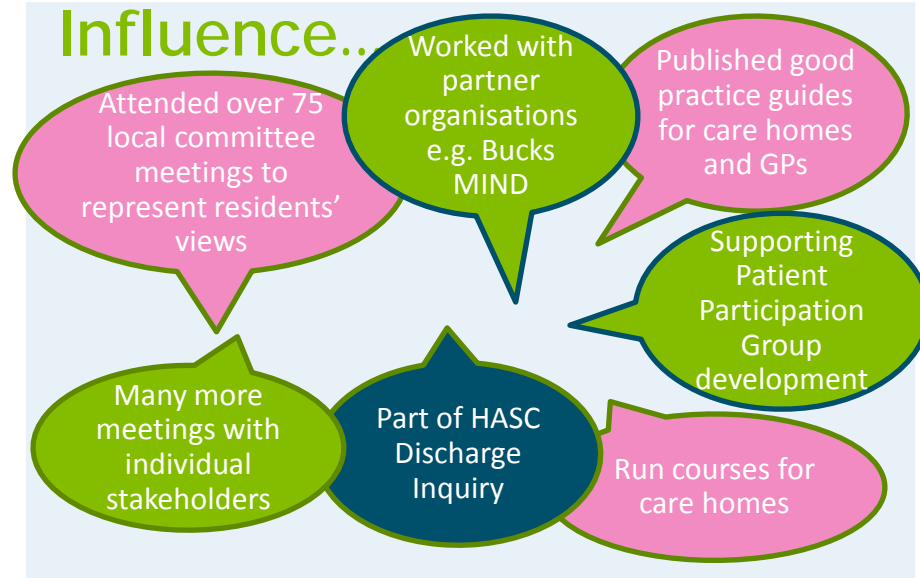 Influence...
Attended over 75
local committee
meetings to
represent residents’
views
Worked with
partner
organisations
e.g. Bucks
MIND
Published good
practice guides
for care homes
and GPs
Supporting
Patient
Participation
Group
development
Many more
meetings with
individual
stakeholders
Part of HASC
Discharge
Inquiry
Run courses for
care homes